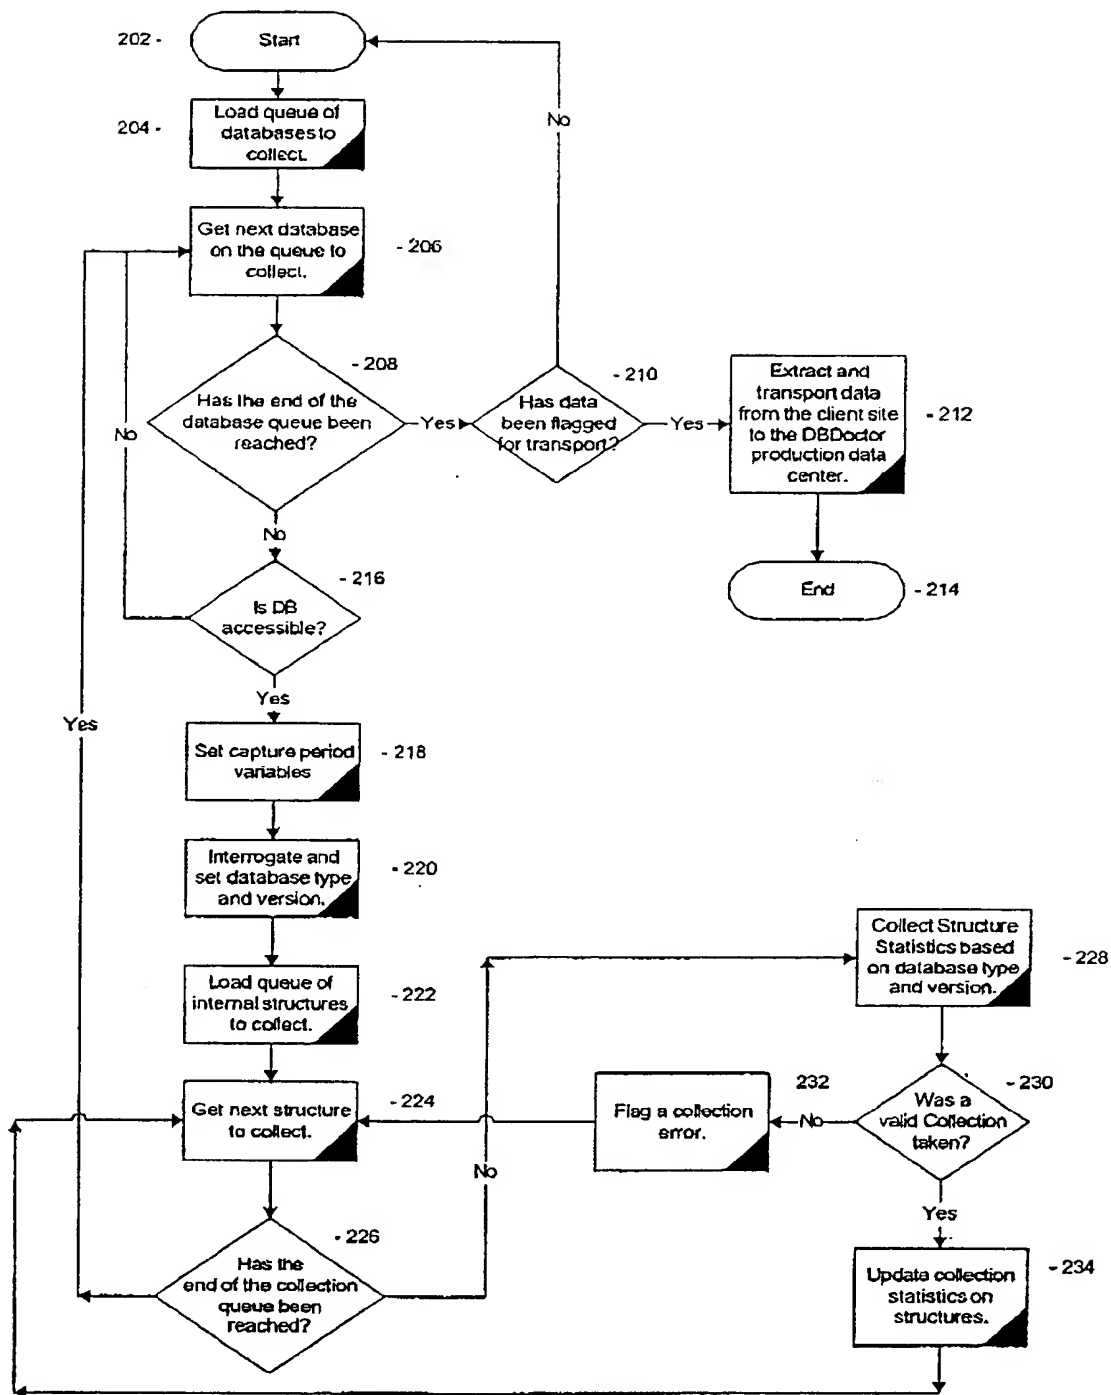 202 -
Start
204 -
Load queue of
databases to
collect.
No
Get next database
on the queue to
collect.
- 206
- 208
Has the end of the
database queue been
reached?
Yes
- 210
Has data
been flagged
for transport?
Yes
Extract and
transport data
from the client site
to the DBDoctor
production data
center.
- 212
No
No
- 216
Is DB
accessible?
End
- 214
Yes
Yes
Set capture period
variables
- 218
Interrogate and
set database type
and version.
- 220
Load queue of
internal structures
to collect.
- 222
Collect Structure
Statistics based
on database type
and version.
- 228
Get next structure
to collect.
- 224
Flag a collection
error.
232
No
Was a
valid Collection
taken?
- 230
No
Yes
- 226
Has the
end of the collection
queue been
reached?
Update collection
statistics on
structures.
- 234